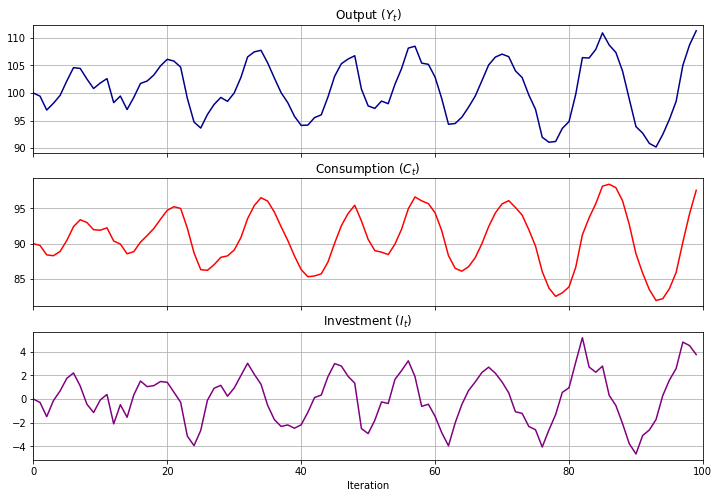 Output (Y_t)
110
105
100
95
90
Consumption (C_t)
95
90
85
Investment (I_t)
4
2
0
−2
−4
0 20 40 60 80 100
Iteration